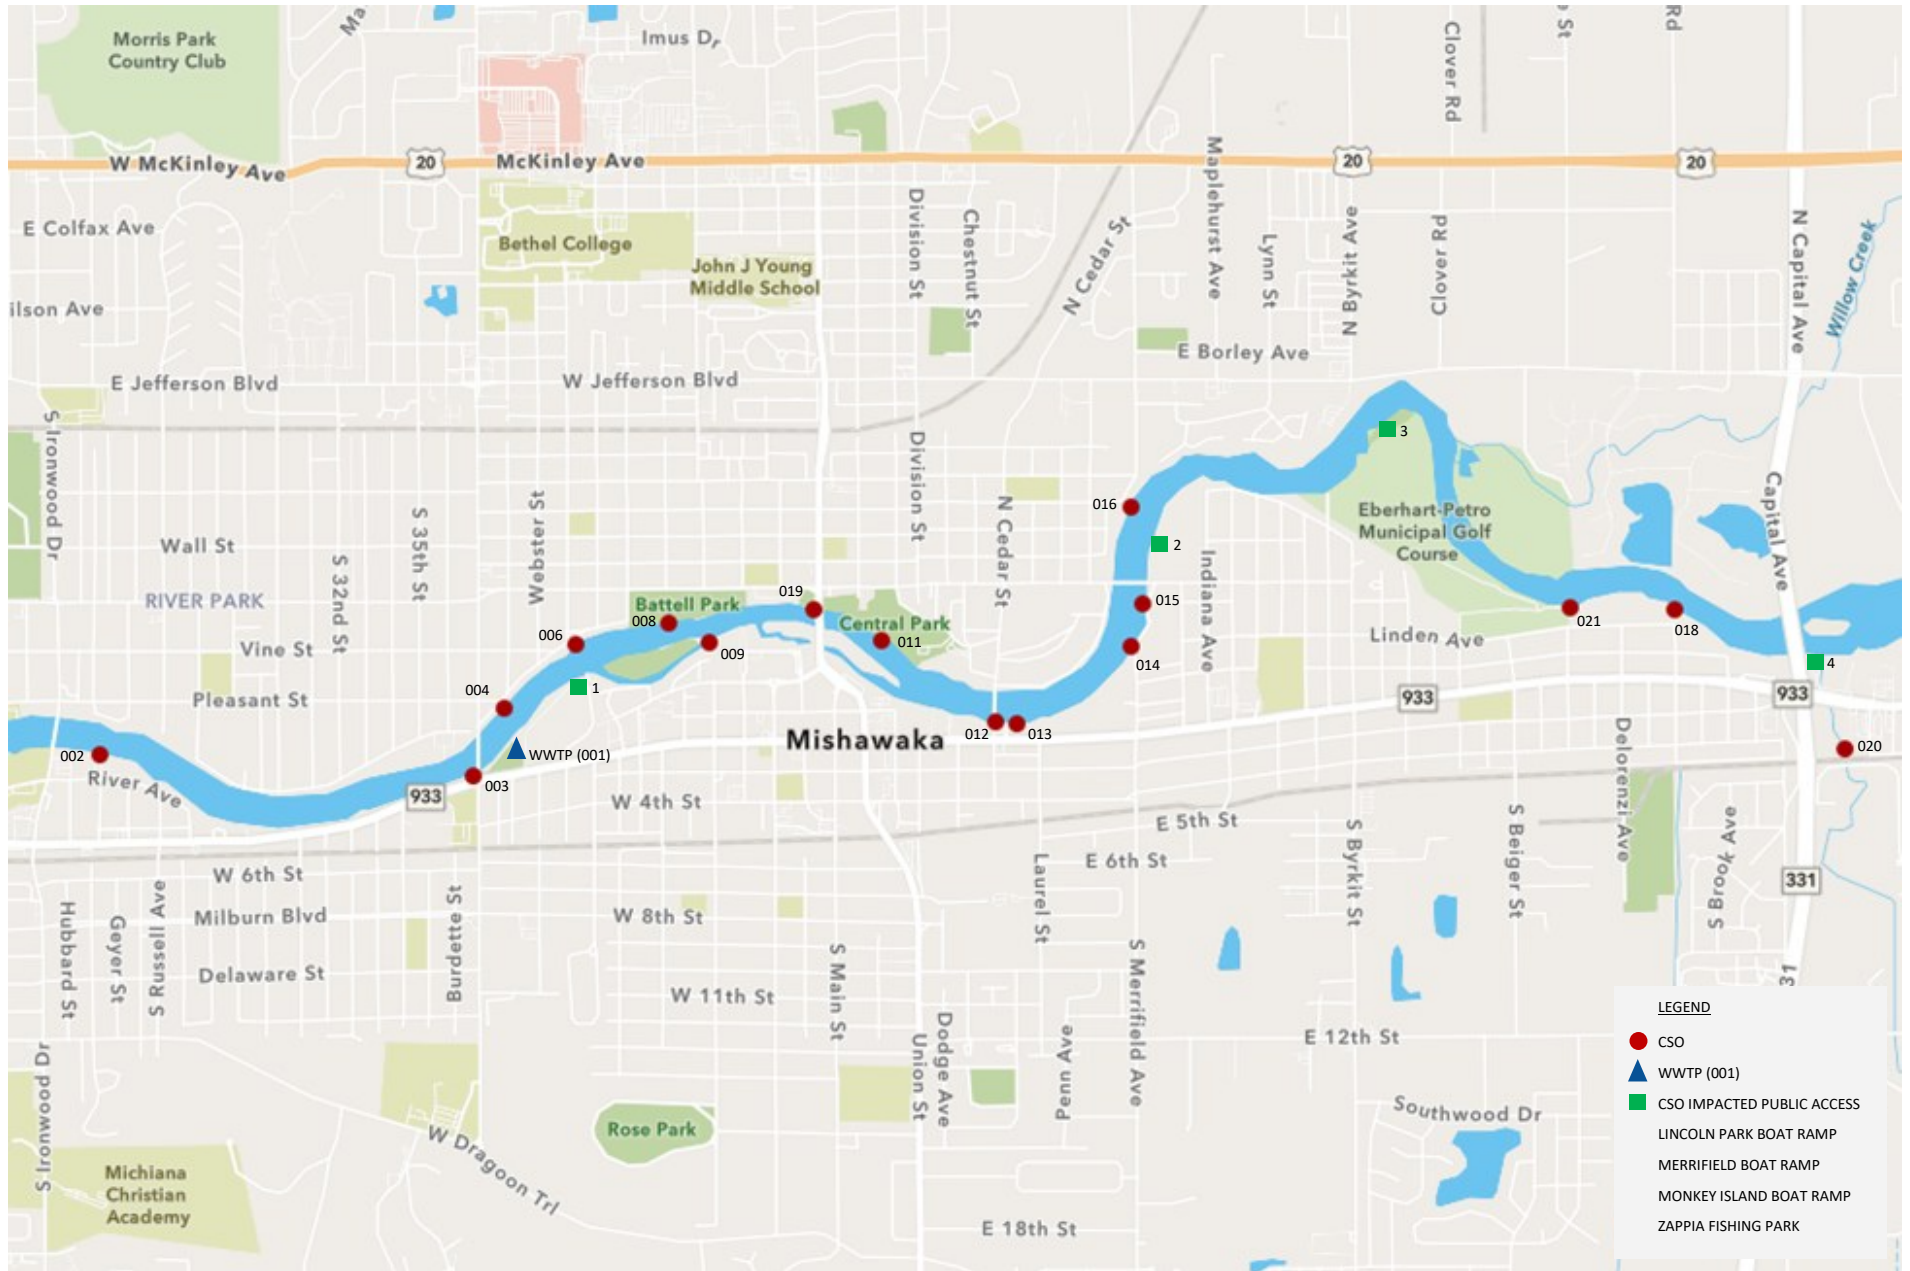 Morris Park
Country Club
Ma
Imus Dr
Clover Rd
St
Rd
W McKinley Ave
20
McKinley Ave
20
20
E Colfax Ave
Bethel College
John J Young
Middle School
Division St
Chestnut St
N Cedar St
Maplehurst Ave
Lynn St
N Byrkt Ave
Clover Rd
N Capital Ave
Willow Creek
ilson Ave
E Borley Ave
E Jefferson Blvd
W Jefferson Blvd
S Ironwood Dr
Division St
3
Wall St
S 32nd St
S 35th St
Webster St
N Cedar St
016
2
Indiana Ave
Eberhart-Petro
Municipal Golf
Course
Capital Ave
RIVER PARK
Battell Park
008
019
Central Park
011
015
021
018
Vine St
006
009
014
Linden Ave
4
Pleasant St
004
1
933
933
002
River Ave
WWTP (001)
Mishawaka
012
013
020
933
003
W 4th St
E 5th St
Delorenzi Ave
W 6th St
E 6th St
331
Hubbard St
Geyer St
S Russell Ave
Milburn Blvd
Burdette St
W 8th St
Laurel St
S Byrkit St
S Beiger St
S Brook Ave
Delaware St
W 11th St
S Main St
S Merrifield Ave
31
E 12th St
S Ironwood Dr
Union St
Dodge Ave
Penn Ave
Southwood Dr
Rose Park
W Dragoon Trl
Michiana
Christian
Academy
E 18th St
LEGEND
CSO
WWTP (001)
CSO IMPACTED PUBLIC ACCESS
LINCOLN PARK BOAT RAMP
MERRIFIELD BOAT RAMP
MONKEY ISLAND BOAT RAMP
ZAPPIA FISHING PARK